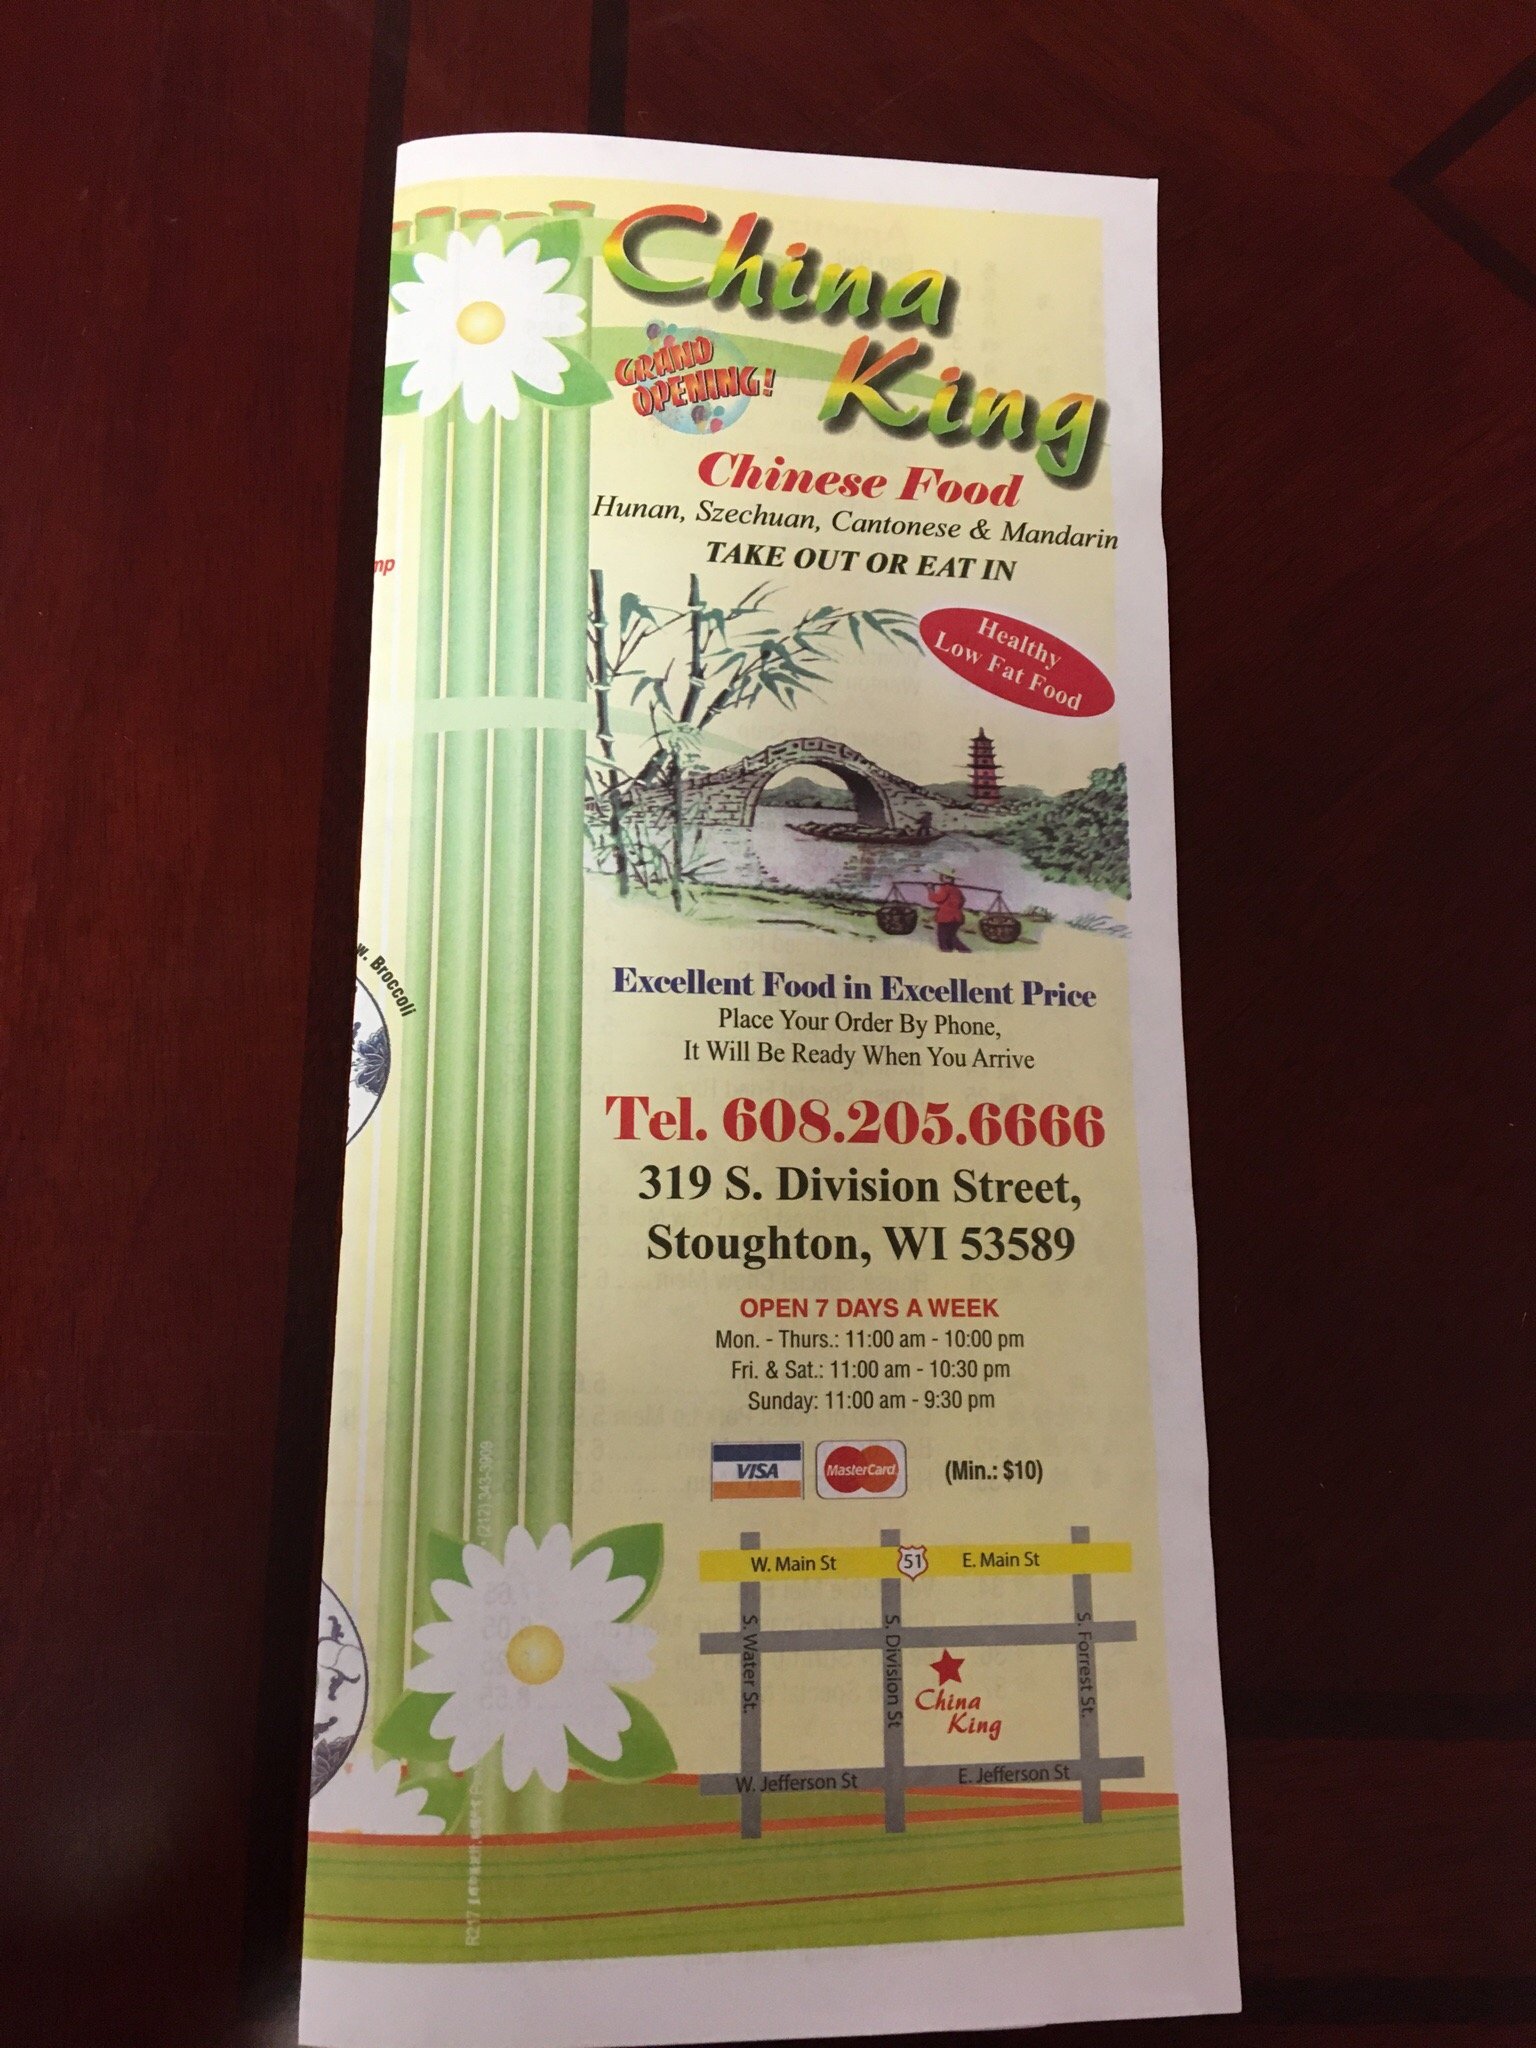 China
King
GRAND
OPENING!
Chinese Food
Hunan, Szechuan, Cantonese & Mandarin
TAKE OUT OR EAT IN
Healthy
Low Fat Food
mp
w. Broccoli
Excellent Food in Excellent Price
Place Your Order By Phone,
It Will Be Ready When You Arrive
Tel. 608.205.6666
319 S. Division Street,
Stoughton, WI 53589
OPEN 7 DAYS A WEEK
Mon. - Thurs.: 11:00 am - 10:00 pm
Fri. & Sat.: 11:00 am - 10:30 pm
Sunday: 11:00 am - 9:30 pm
VISA
MasterCard
(Min.: $10)
W. Main St
51
E. Main St
S. Water St.
S. Division St
S. Forrest St.
China
King
W. Jefferson St
E. Jefferson St